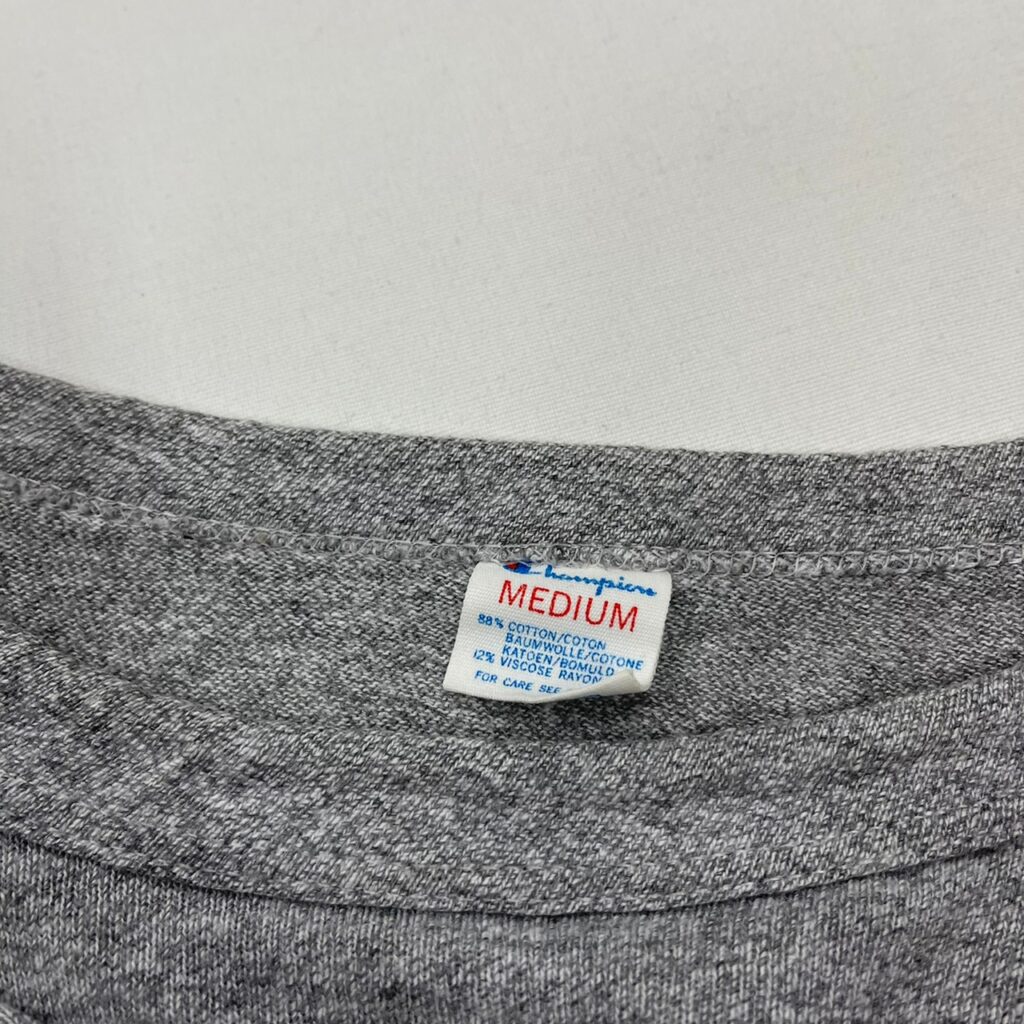 Champion
MEDIUM
88% COTTON/COTON
BAUMWOLLE/COTONE
KATOEN/BOMULD
12% VISCOSE RAYON
FOR CARE SEE